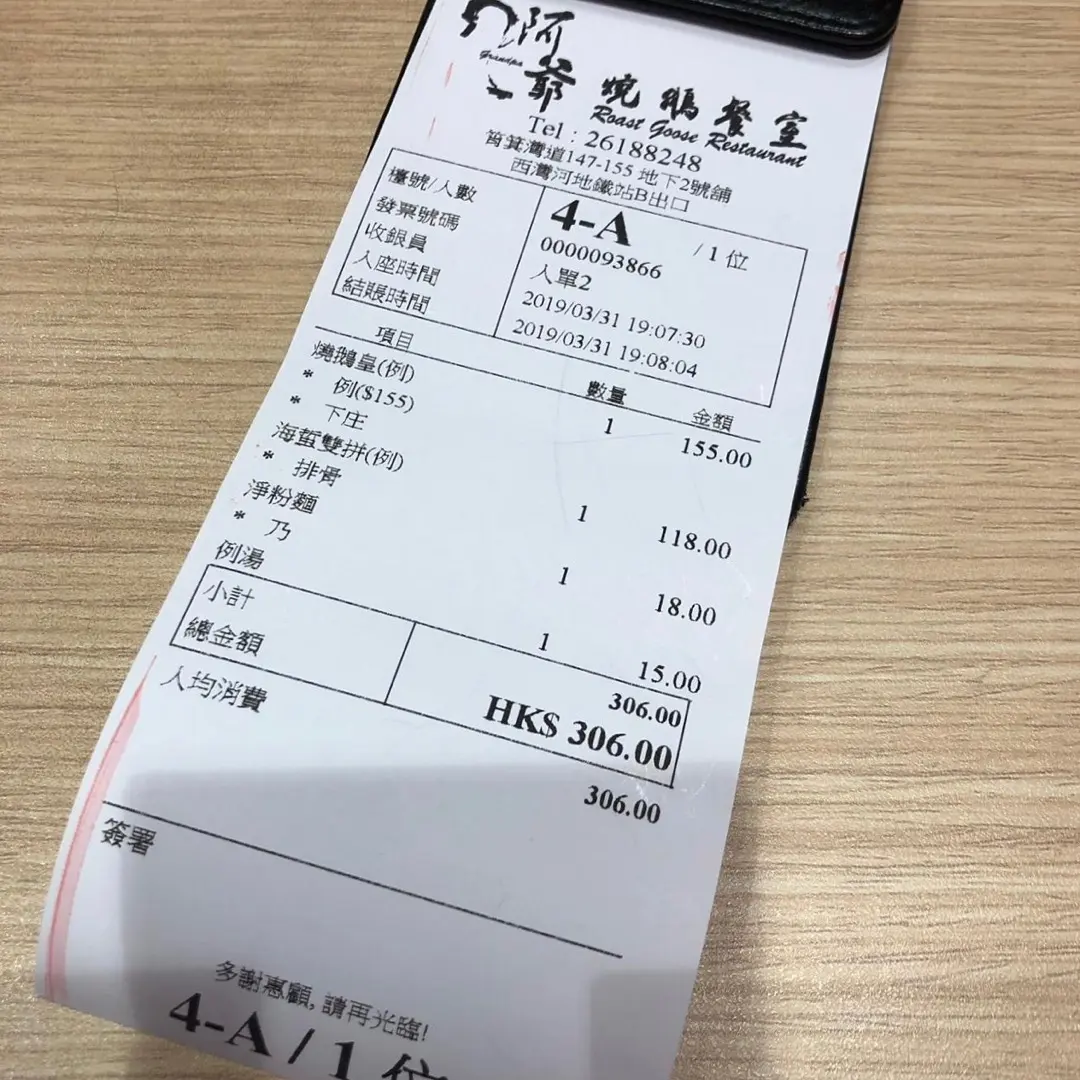 阿爺
Grandpa
燒鵝餐室
Roast Goose Restaurant
Tel : 26188248
筲箕灣道147-155 地下2號舖
西灣河地鐵站B出口
檯號/人數 4-A / 1 位
發票號碼 0000093866
收銀員 人單2
入座時間 2019/03/31 19:07:30
結賬時間 2019/03/31 19:08:04
項目 數量 金額
燒鵝皇(例) 1 155.00
* 例($155)
* 下庄
海蜇雙拼(例) 1 118.00
* 排骨
淨粉麵 1 18.00
* 乃
例湯 1 15.00
小計 306.00
總金額 HK$ 306.00
人均消費 306.00
簽署
多謝惠顧, 請再光臨!
4-A / 1 位